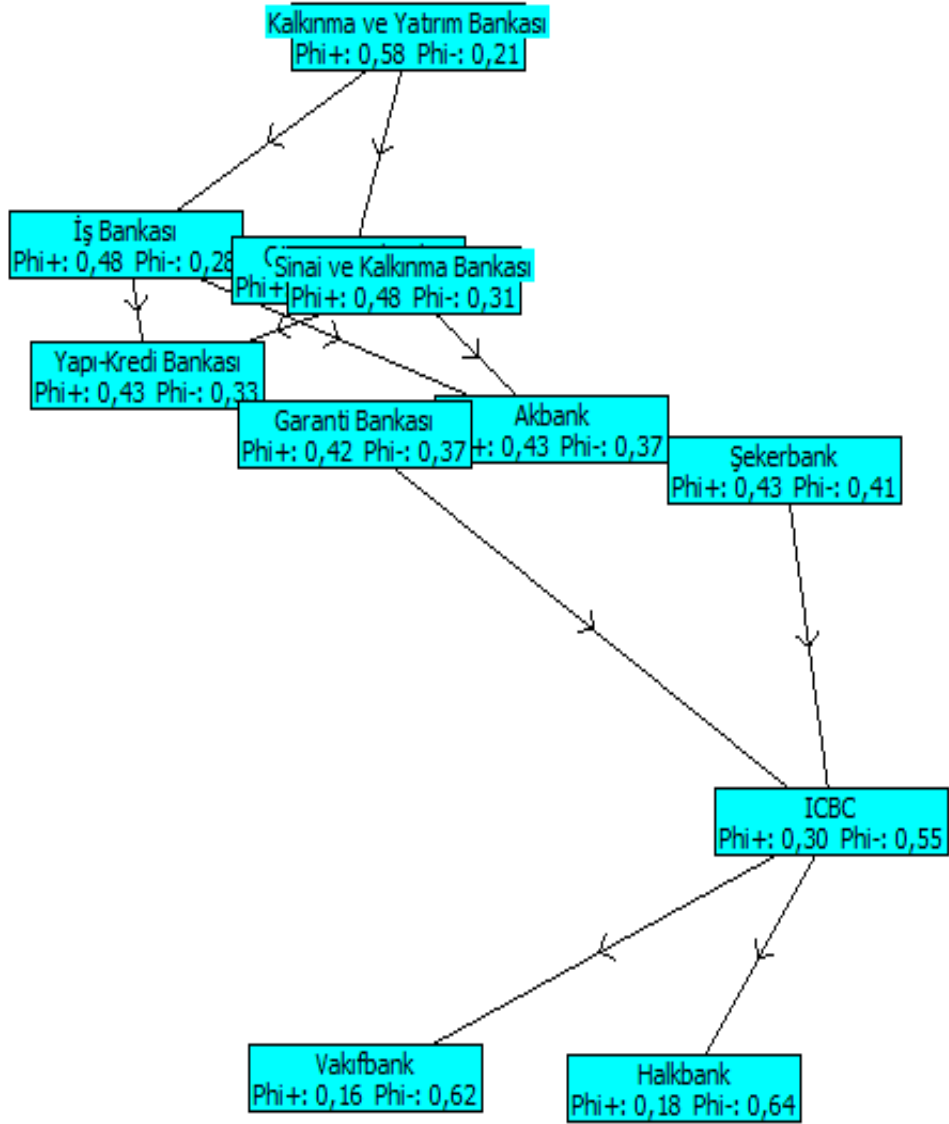 Kalkınma ve Yatırım Bankası
Phi+: 0,58 Phi-: 0,21
İş Bankası
Phi+: 0,48 Phi-: 0,28
Sinai ve Kalkınma Bankası
Phi+: 0,48 Phi-: 0,31
Yapı-Kredi Bankası
Phi+: 0,43 Phi-: 0,33
Garanti Bankası
Phi+: 0,42 Phi-: 0,37
Akbank
+: 0,43 Phi-: 0,37
Şekerbank
Phi+: 0,43 Phi-: 0,41
ICBC
Phi+: 0,30 Phi-: 0,55
Vakıfbank
Phi+: 0,16 Phi-: 0,62
Halkbank
Phi+: 0,18 Phi-: 0,64